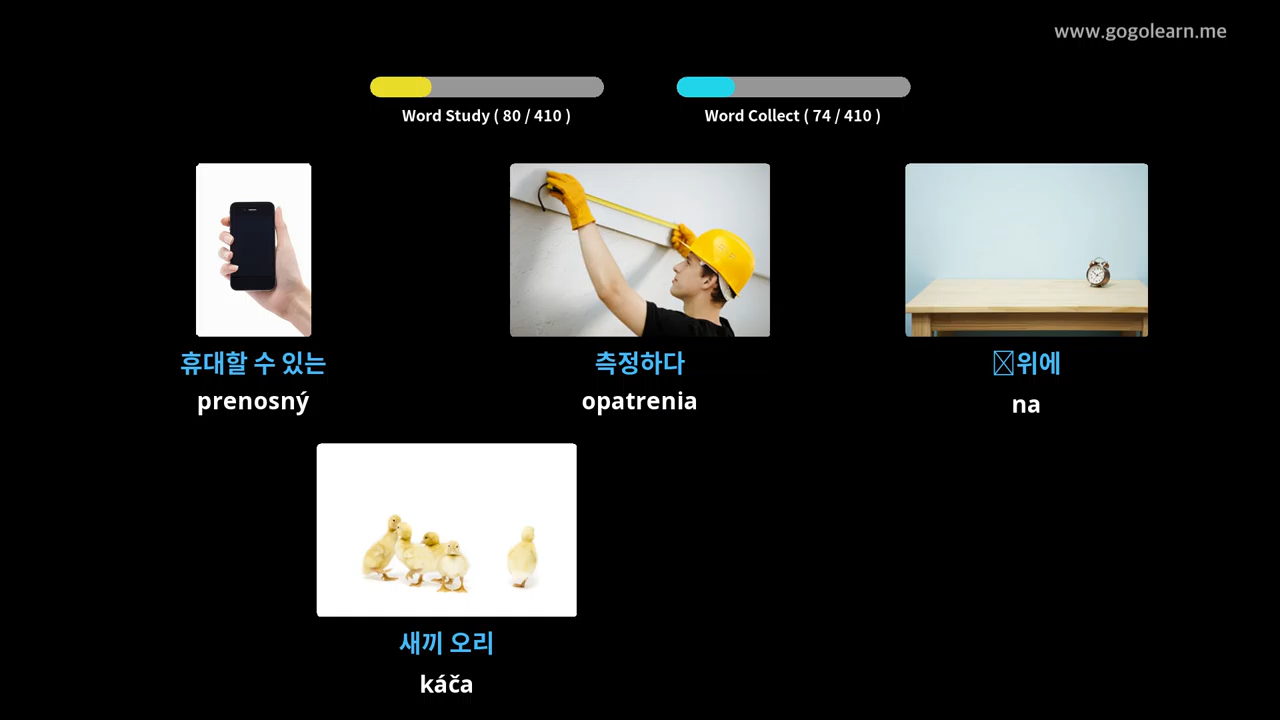 www.gogolearn.me
Word Study ( 80 / 410 )
Word Collect ( 74 / 410 )
휴대할 수 있는
prenosný
측정하다
opatrenia
위에
na
새끼 오리
káča